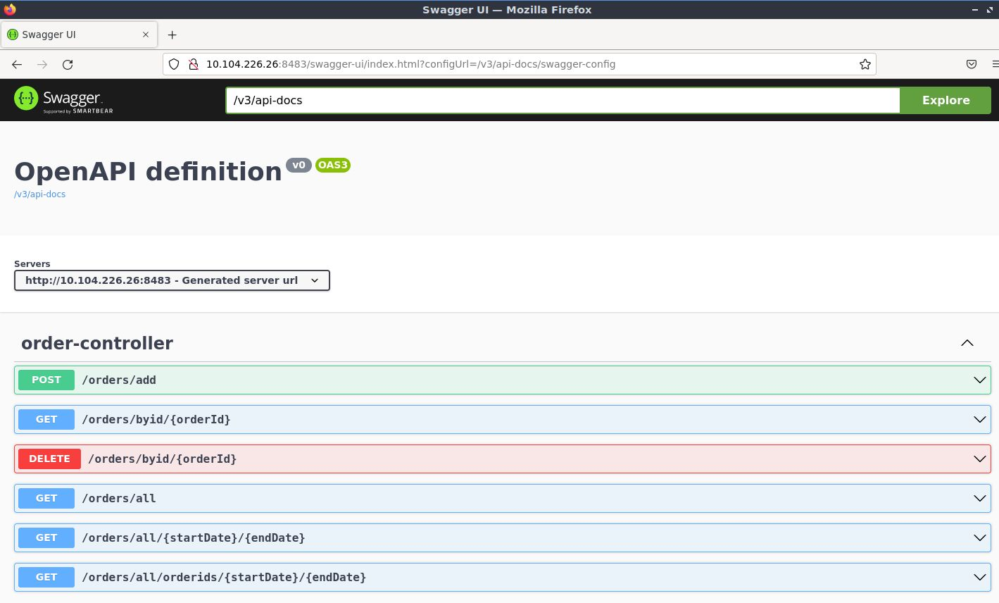 Swagger UI — Mozilla Firefox
Swagger UI
10.104.226.26:8483/swagger-ui/index.html?configUrl=/v3/api-docs/swagger-config
{···} Swagger.
Supported by SMARTBEAR
/v3/api-docs
Explore
OpenAPI definition v0 OAS3
/v3/api-docs
Servers
http://10.104.226.26:8483 - Generated server url
order-controller
POST /orders/add
GET /orders/byid/{orderId}
DELETE /orders/byid/{orderId}
GET /orders/all
GET /orders/all/{startDate}/{endDate}
GET /orders/all/orderids/{startDate}/{endDate}